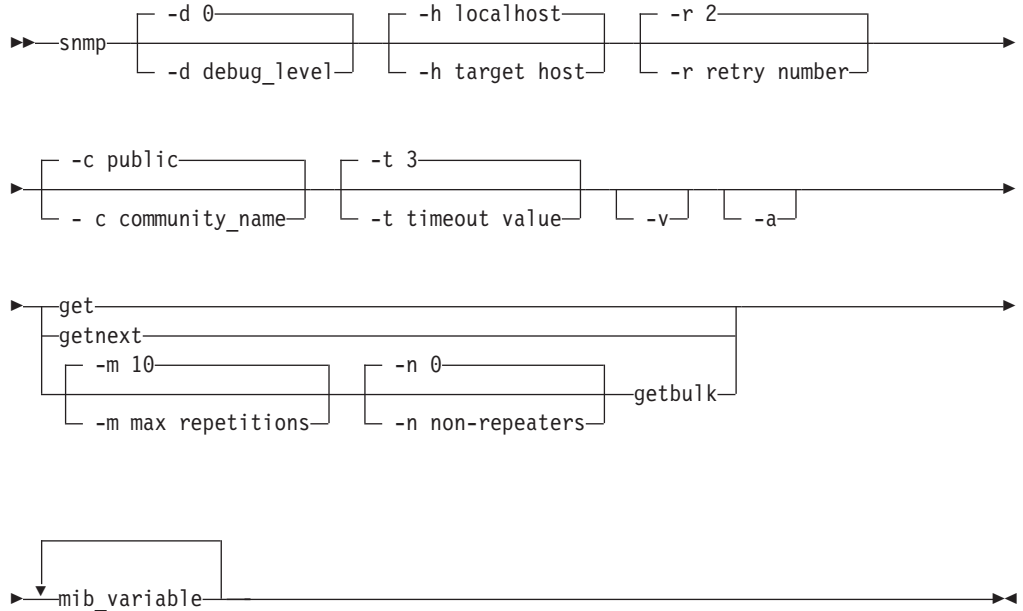 -d 0 -h localhost -r 2
snmp
-d debug_level -h target host -r retry number
-c public -t 3
- c community_name -t timeout value -v -a
get
getnext
-m 10 -n 0
getbulk
-m max repetitions -n non-repeaters
mib_variable